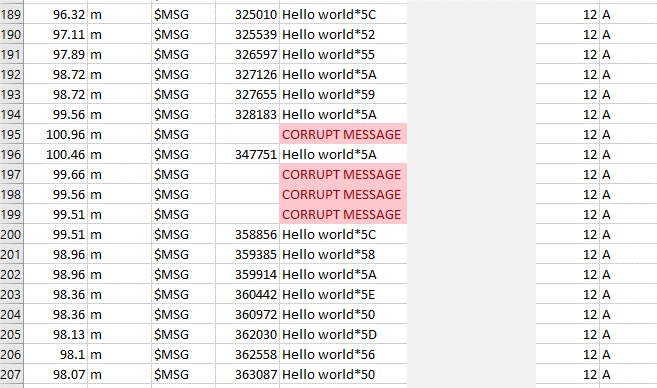 189 96.32 m $MSG 325010 Hello world*5C 12 A
190 97.11 m $MSG 325539 Hello world*52 12 A
191 97.89 m $MSG 326597 Hello world*55 12 A
192 98.72 m $MSG 327126 Hello world*5A 12 A
193 98.72 m $MSG 327655 Hello world*59 12 A
194 99.56 m $MSG 328183 Hello world*5A 12 A
195 100.96 m $MSG CORRUPT MESSAGE 12 A
196 100.46 m $MSG 347751 Hello world*5A 12 A
197 99.66 m $MSG CORRUPT MESSAGE 12 A
198 99.56 m $MSG CORRUPT MESSAGE 12 A
199 99.51 m $MSG CORRUPT MESSAGE 12 A
200 99.51 m $MSG 358856 Hello world*5C 12 A
201 98.96 m $MSG 359385 Hello world*58 12 A
202 98.96 m $MSG 359914 Hello world*5A 12 A
203 98.36 m $MSG 360442 Hello world*5E 12 A
204 98.36 m $MSG 360972 Hello world*50 12 A
205 98.13 m $MSG 362030 Hello world*5D 12 A
206 98.1 m $MSG 362558 Hello world*56 12 A
207 98.07 m $MSG 363087 Hello world*50 12 A